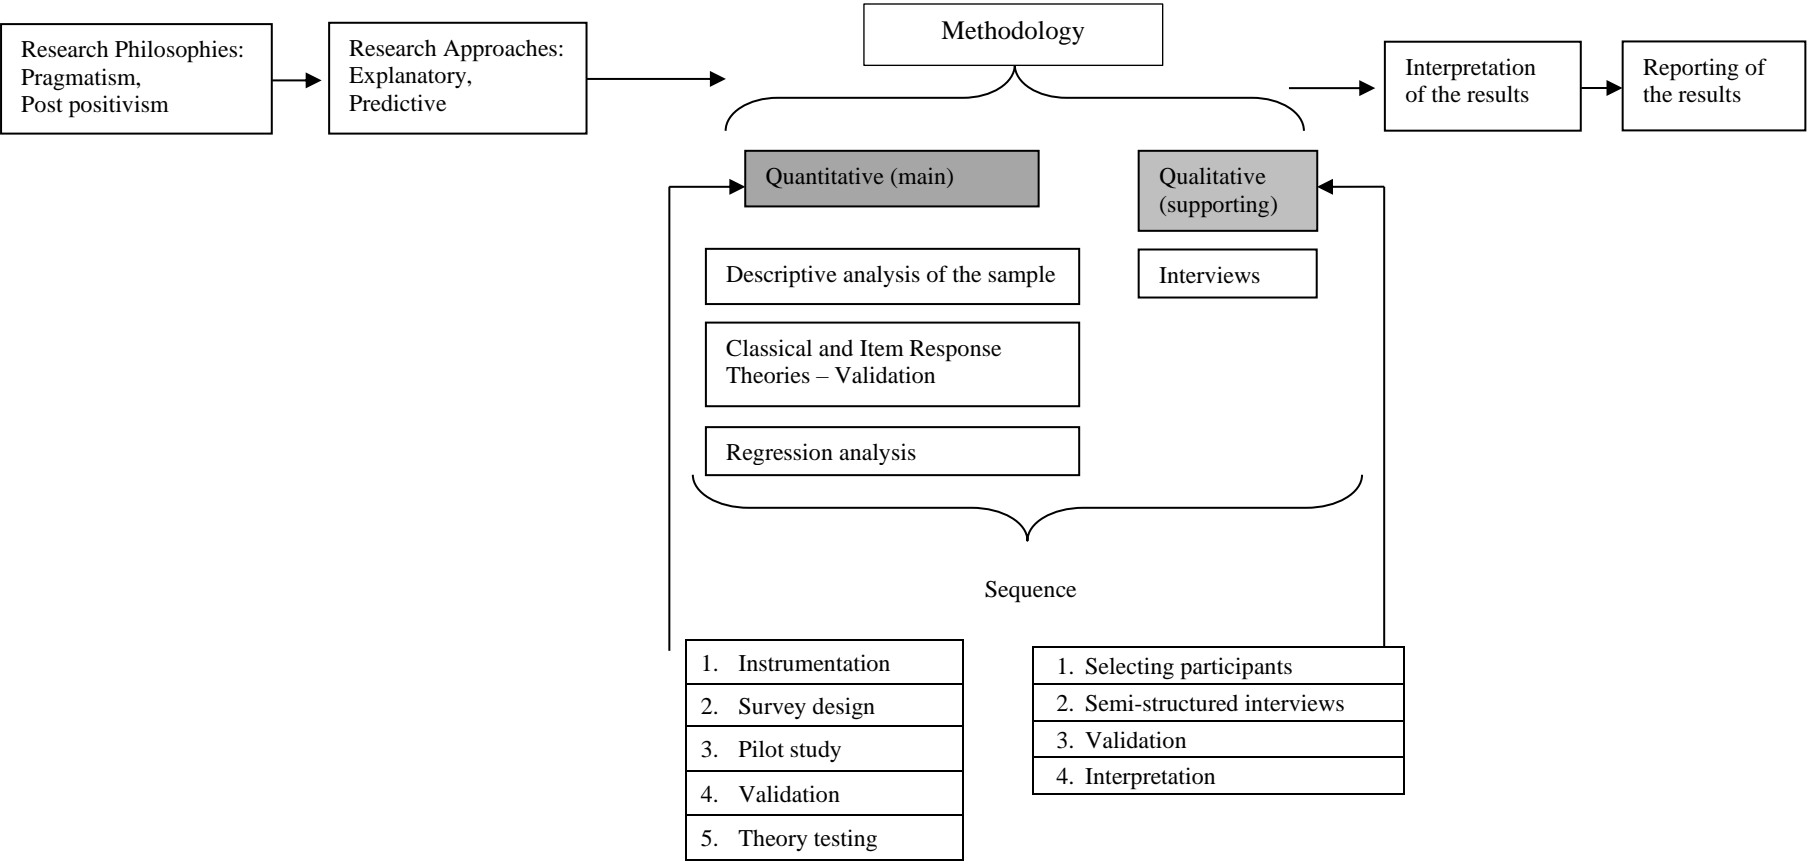 Research Philosophies:
Pragmatism,
Post positivism
Research Approaches:
Explanatory,
Predictive
Methodology
Interpretation
of the results
Reporting of
the results
Quantitative (main)
Qualitative
(supporting)
Descriptive analysis of the sample
Interviews
Classical and Item Response
Theories – Validation
Regression analysis
Sequence
1. Instrumentation
2. Survey design
3. Pilot study
4. Validation
5. Theory testing
1. Selecting participants
2. Semi-structured interviews
3. Validation
4. Interpretation